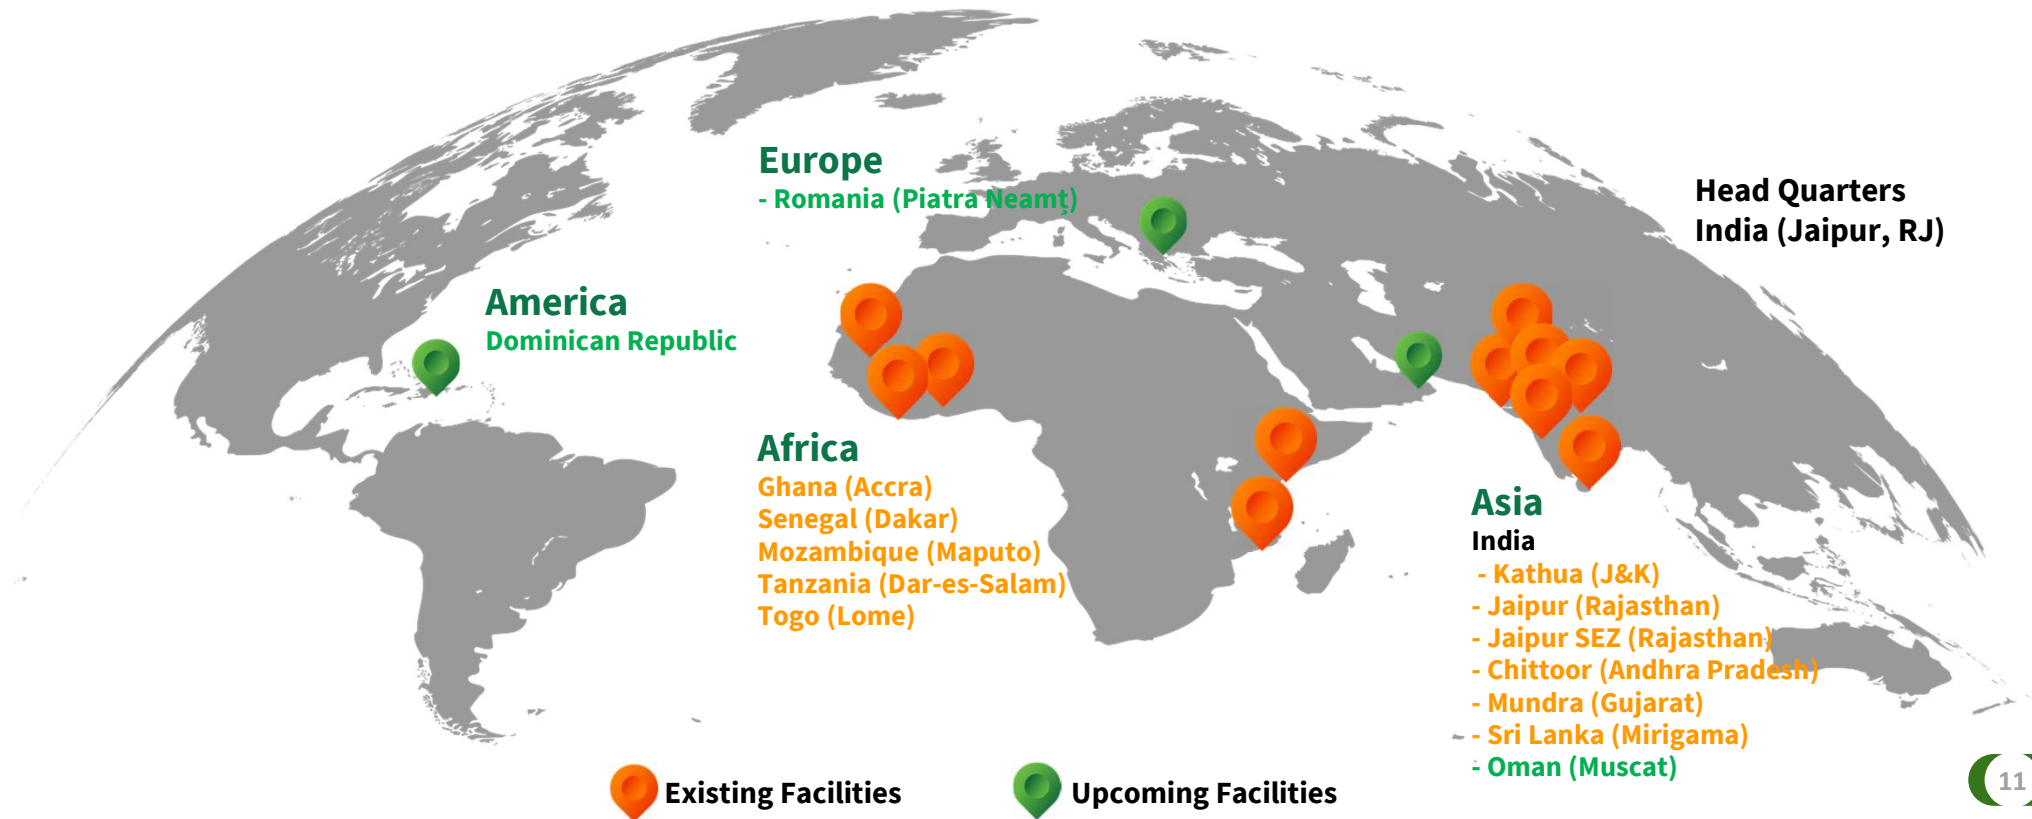 Europe
- Romania (Piatra Neamț)
Head Quarters
India (Jaipur, RJ)
America
Dominican Republic
Africa
Ghana (Accra)
Senegal (Dakar)
Mozambique (Maputo)
Tanzania (Dar-es-Salam)
Togo (Lome)
Asia
India
- Kathua (J&K)
- Jaipur (Rajasthan)
- Jaipur SEZ (Rajasthan)
- Chittoor (Andhra Pradesh)
- Mundra (Gujarat)
- Sri Lanka (Mirigama)
- Oman (Muscat)
Existing Facilities
Upcoming Facilities
11